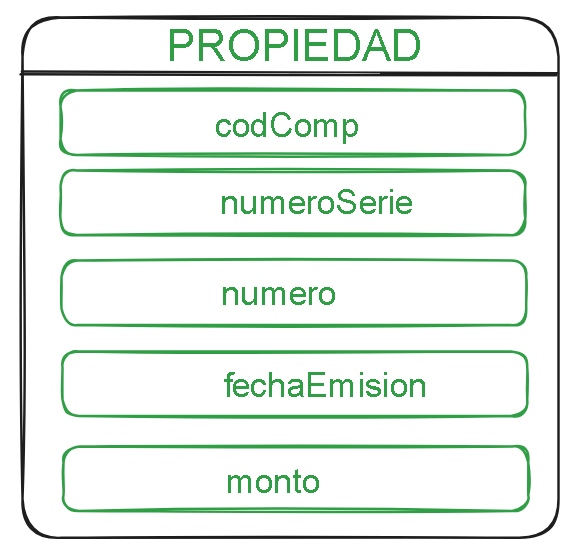 PROPIEDAD
codComp
numeroSerie
numero
fechaEmision
monto